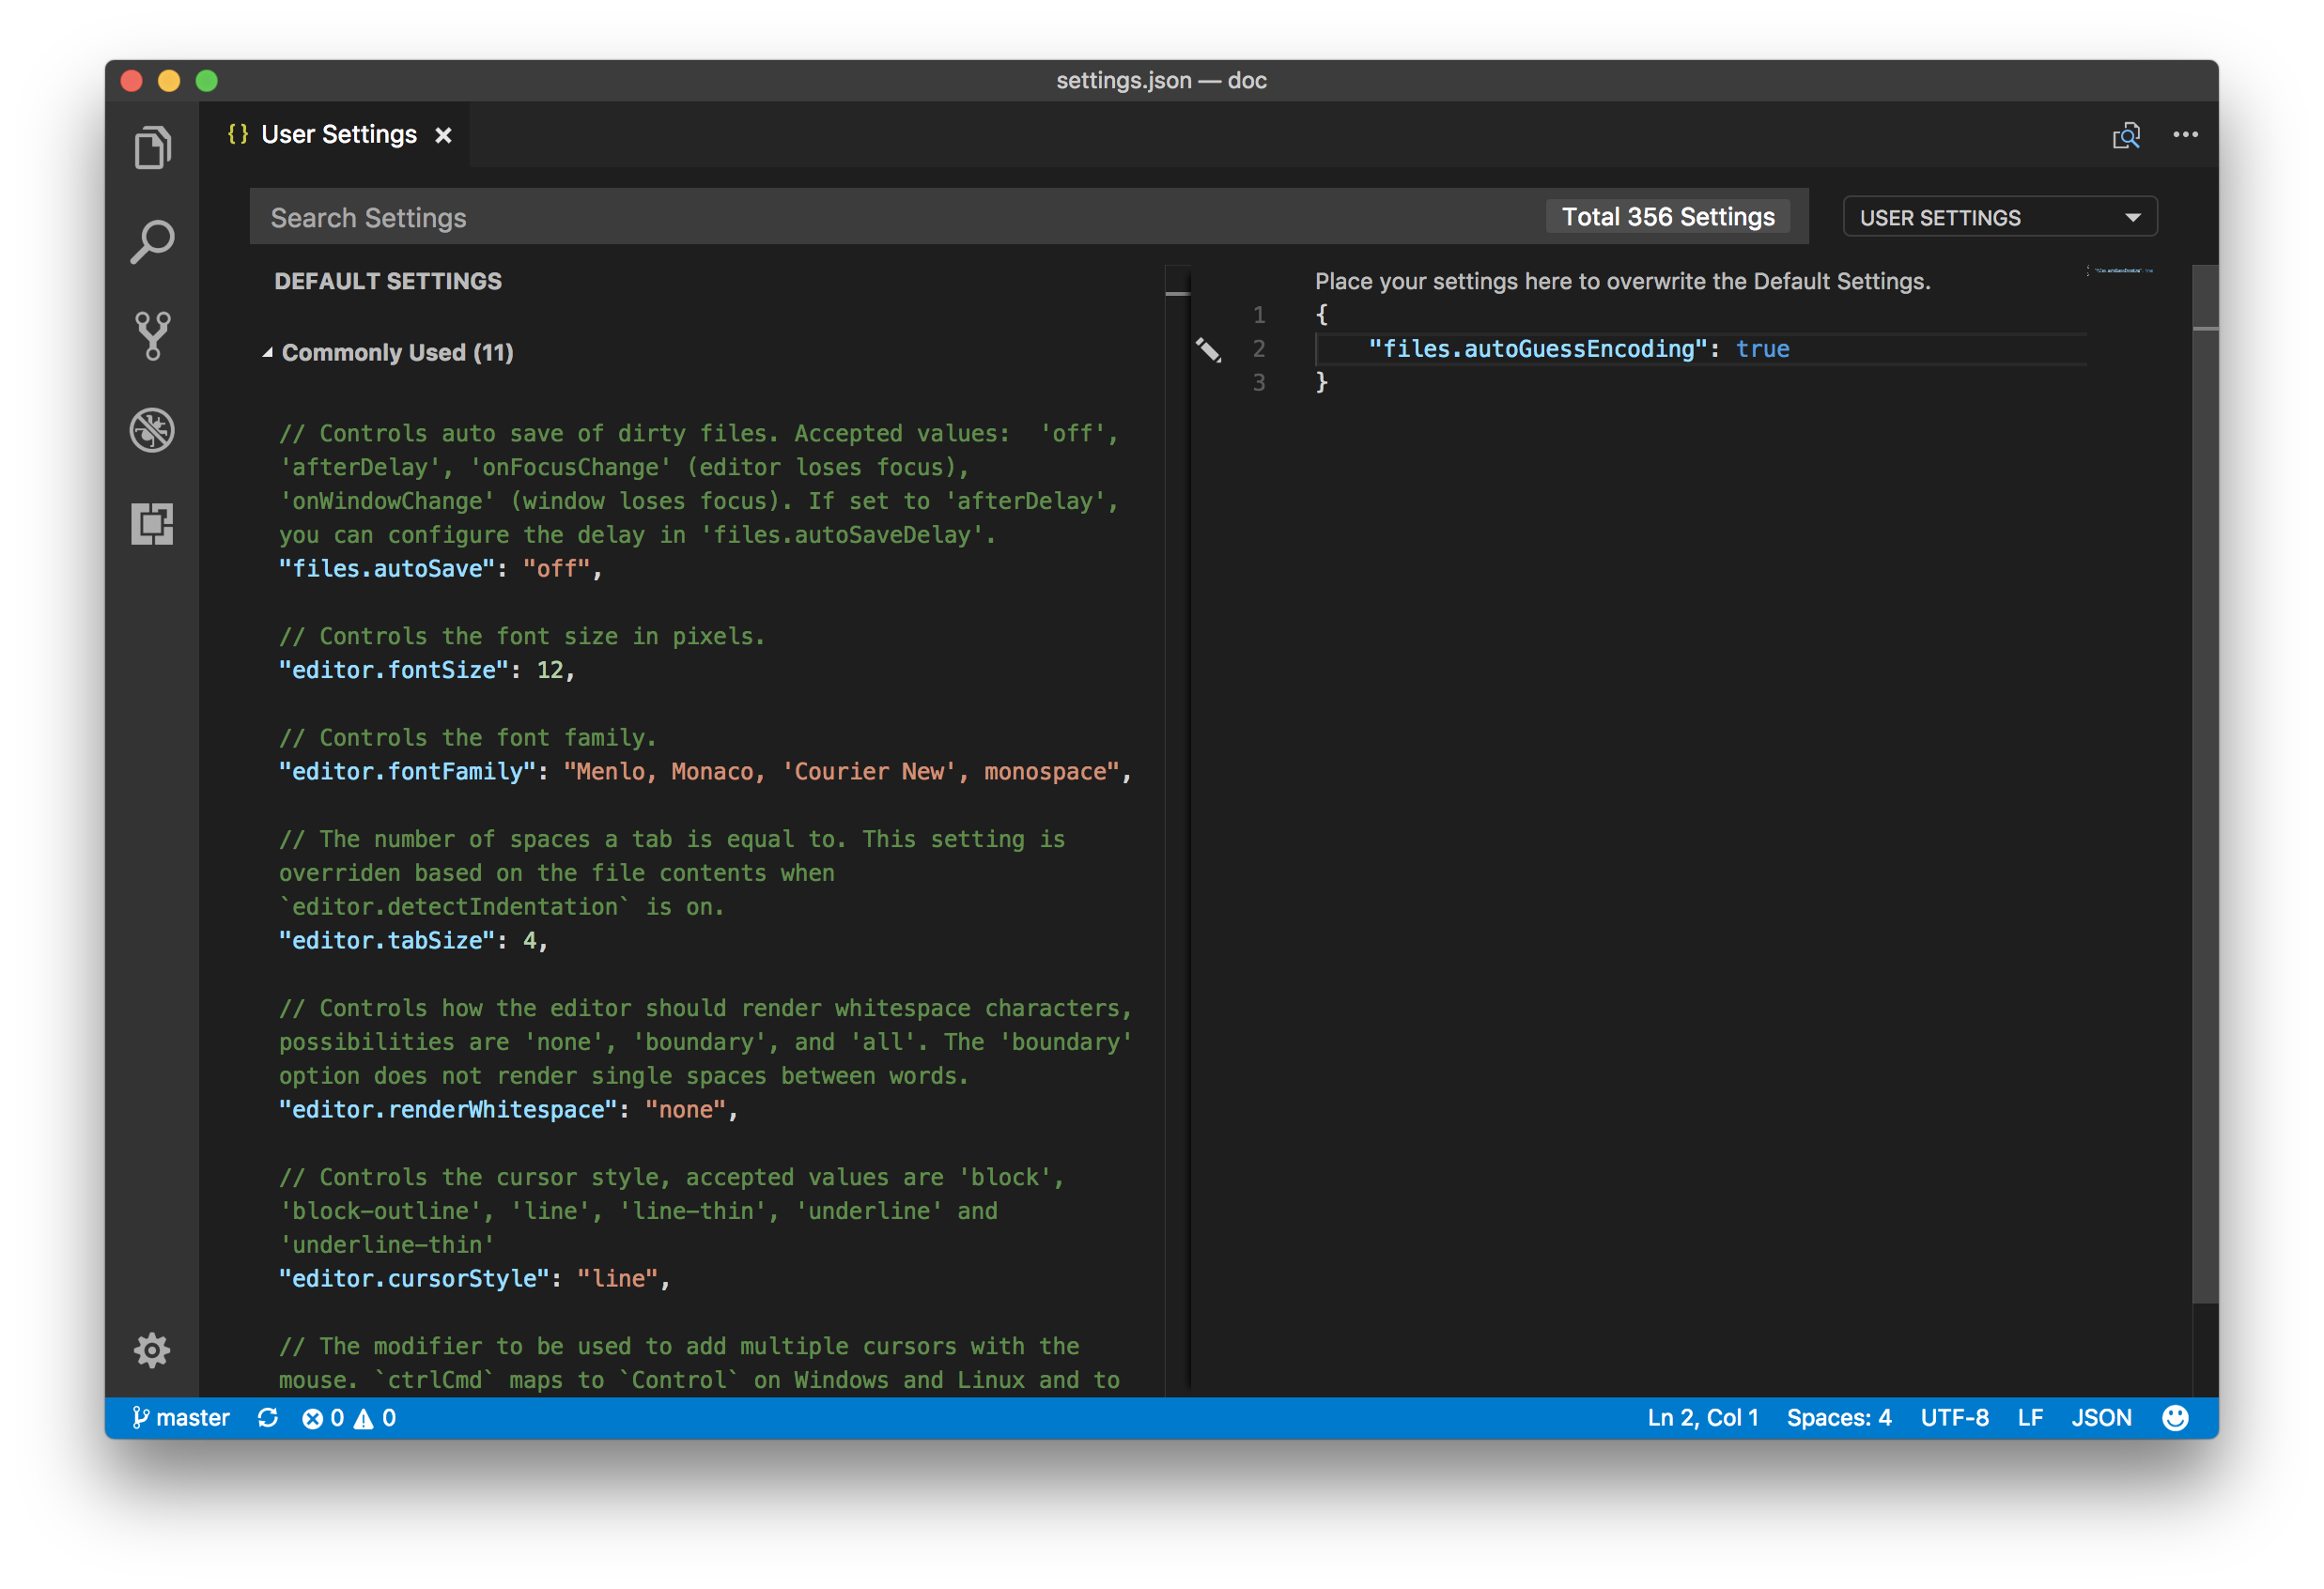 settings.json — doc
{} User Settings
Search Settings
Total 356 Settings
USER SETTINGS
DEFAULT SETTINGS
Commonly Used (11)
// Controls auto save of dirty files. Accepted values:  'off',
'afterDelay', 'onFocusChange' (editor loses focus),
'onWindowChange' (window loses focus). If set to 'afterDelay',
you can configure the delay in 'files.autoSaveDelay'.
"files.autoSave": "off",
// Controls the font size in pixels.
"editor.fontSize": 12,
// Controls the font family.
"editor.fontFamily": "Menlo, Monaco, 'Courier New', monospace",
// The number of spaces a tab is equal to. This setting is
overriden based on the file contents when
`editor.detectIndentation` is on.
"editor.tabSize": 4,
// Controls how the editor should render whitespace characters,
possibilities are 'none', 'boundary', and 'all'. The 'boundary'
option does not render single spaces between words.
"editor.renderWhitespace": "none",
// Controls the cursor style, accepted values are 'block',
'block-outline', 'line', 'line-thin', 'underline' and
'underline-thin'
"editor.cursorStyle": "line",
// The modifier to be used to add multiple cursors with the
mouse. `ctrlCmd` maps to `Control` on Windows and Linux and to
Place your settings here to overwrite the Default Settings.
1 {
2 "files.autoGuessEncoding": true
3 }
master 0 0
Ln 2, Col 1 Spaces: 4 UTF-8 LF JSON